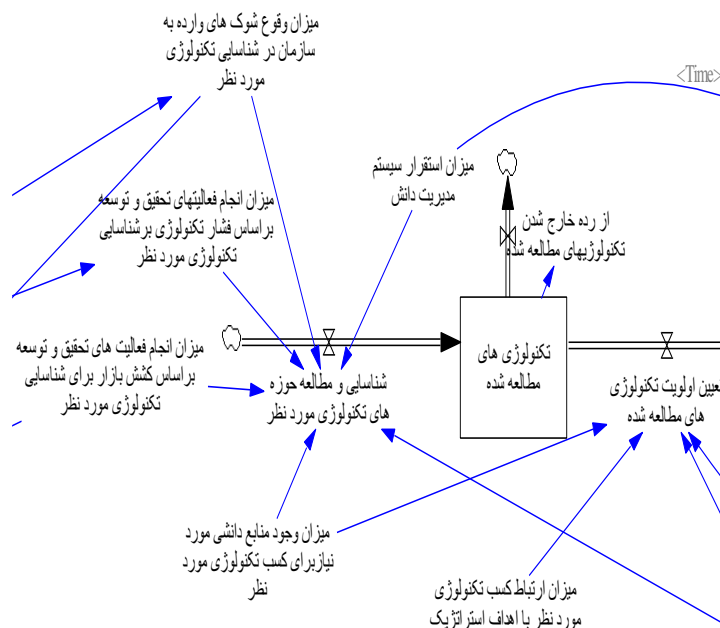 میزان وقوع شوک های وارده به
سازمان در شناسایی تکنولوژی
مورد نظر
<Time>
میزان استقرار سیستم
مدیریت دانش
میزان انجام فعالیتهای تحقیق و توسعه
براساس فشار تکنولوژی برشناسایی
تکنولوژی مورد نظر
از رده خارج شدن
تکنولوژیهای مطالعه شده
میزان انجام فعالیت های تحقیق و توسعه
براساس کشش بازار برای شناسایی
تکنولوژی مورد نظر
شناسایی و مطالعه حوزه
های تکنولوژی مورد نظر
تکنولوژی های
مطالعه شده
تعیین اولویت تکنولوژی
های مطالعه شده
میزان وجود منابع دانشی مورد
نیازبرای کسب تکنولوژی مورد
نظر
میزان ارتباط کسب تکنولوژی
مورد نظر با اهداف استراتژیک